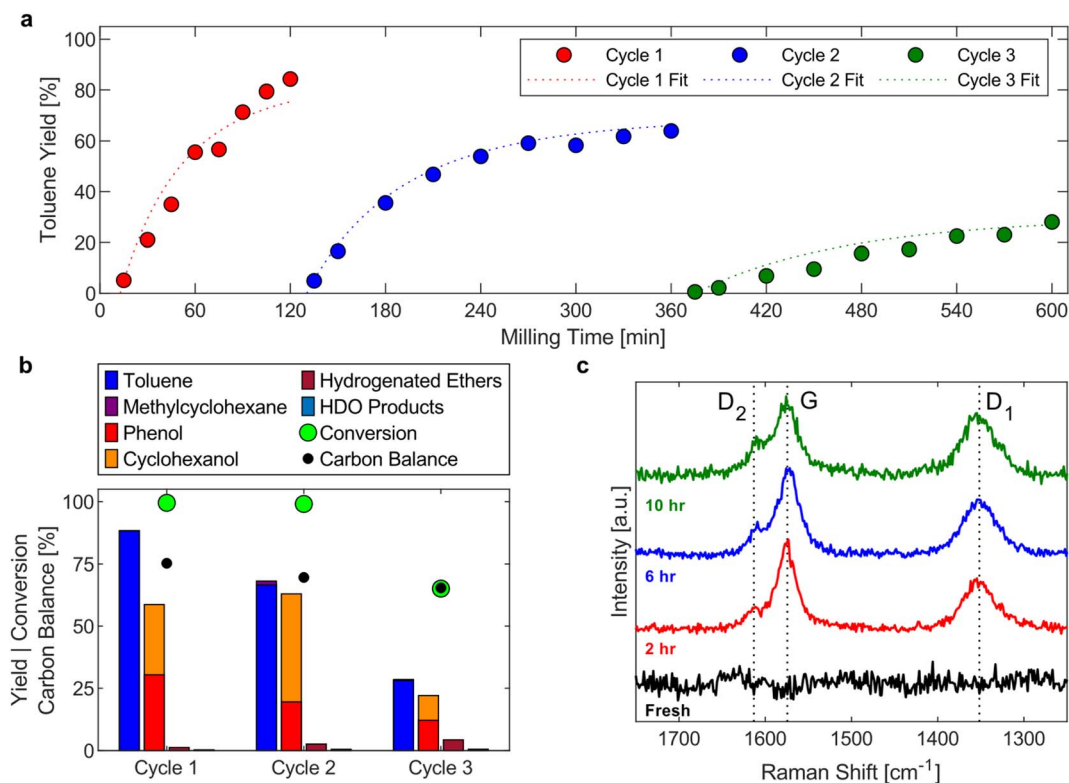 a
100
80
60
40
20
0
Toluene Yield [%]
Cycle 1 Cycle 2 Cycle 3
Cycle 1 Fit Cycle 2 Fit Cycle 3 Fit
0 60 120 180 240 300 360 420 480 540 600
Milling Time [min]
b
Toluene Hydrogenated Ethers
Methylcyclohexane HDO Products
Phenol Conversion
Cyclohexanol Carbon Balance
100
75
50
25
0
Yield | Conversion
Carbon Balance [%]
Cycle 1 Cycle 2 Cycle 3
c
D2 G D1
10 hr
6 hr
2 hr
Fresh
Intensity [a.u.]
1700 1600 1500 1400 1300
Raman Shift [cm-1]